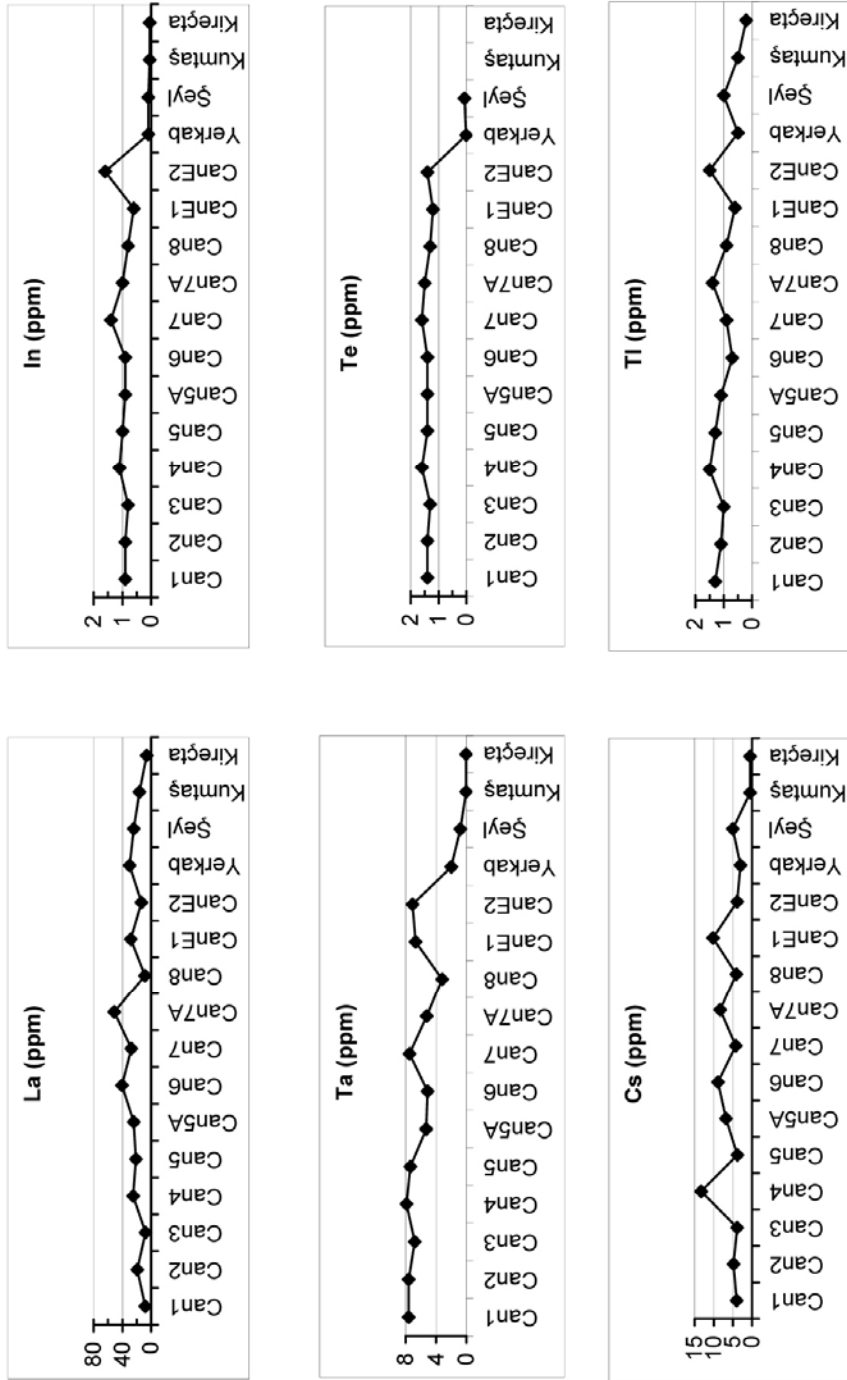 La (ppm)
80
40
0
Can1
Can2
Can3
Can4
Can5
Can5A
Can6
Can7
Can7A
Can8
CanE1
CanE2
Yerkab
Şeyl
Kumtaş
Kireçta
In (ppm)
2
1
0
Can1
Can2
Can3
Can4
Can5
Can5A
Can6
Can7
Can7A
Can8
CanE1
CanE2
Yerkab
Şeyl
Kumtaş
Kireçta
Ta (ppm)
8
4
0
Can1
Can2
Can3
Can4
Can5
Can5A
Can6
Can7
Can7A
Can8
CanE1
CanE2
Yerkab
Şeyl
Kumtaş
Kireçta
Te (ppm)
2
1
0
Can1
Can2
Can3
Can4
Can5
Can5A
Can6
Can7
Can7A
Can8
CanE1
CanE2
Yerkab
Şeyl
Kumtaş
Kireçta
Cs (ppm)
15
10
5
0
Can1
Can2
Can3
Can4
Can5
Can5A
Can6
Can7
Can7A
Can8
CanE1
CanE2
Yerkab
Şeyl
Kumtaş
Kireçta
Tl (ppm)
2
1
0
Can1
Can2
Can3
Can4
Can5
Can5A
Can6
Can7
Can7A
Can8
CanE1
CanE2
Yerkab
Şeyl
Kumtaş
Kireçta